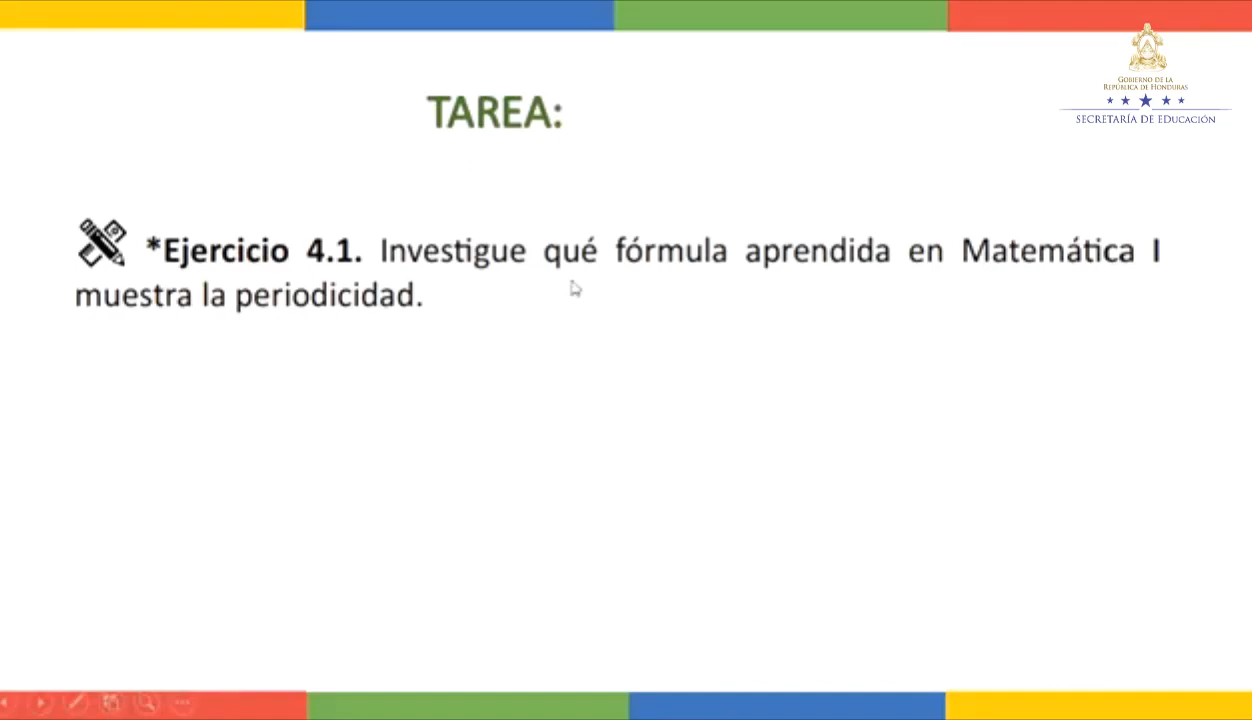 GOBIERNO DE LA
REPÚBLICA DE HONDURAS
SECRETARÍA DE EDUCACIÓN
TAREA:
*Ejercicio 4.1. Investigue qué fórmula aprendida en Matemática I
muestra la periodicidad.